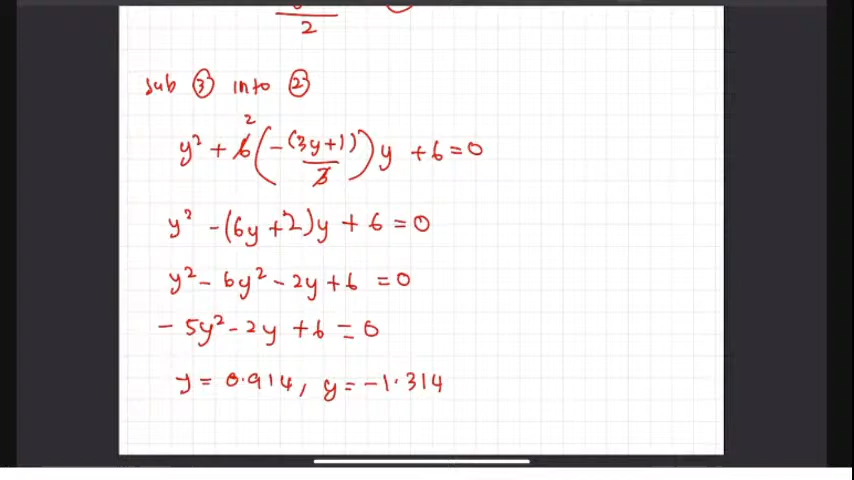 2
sub ③ into ②
y² + 6̸ ² (-(3y+1)/3̸) y + 6 = 0
y² - (6y+2)y + 6 = 0
y² - 6y² - 2y + 6 = 0
- 5y² - 2y + 6 = 0
y = 0.914, y = -1.314